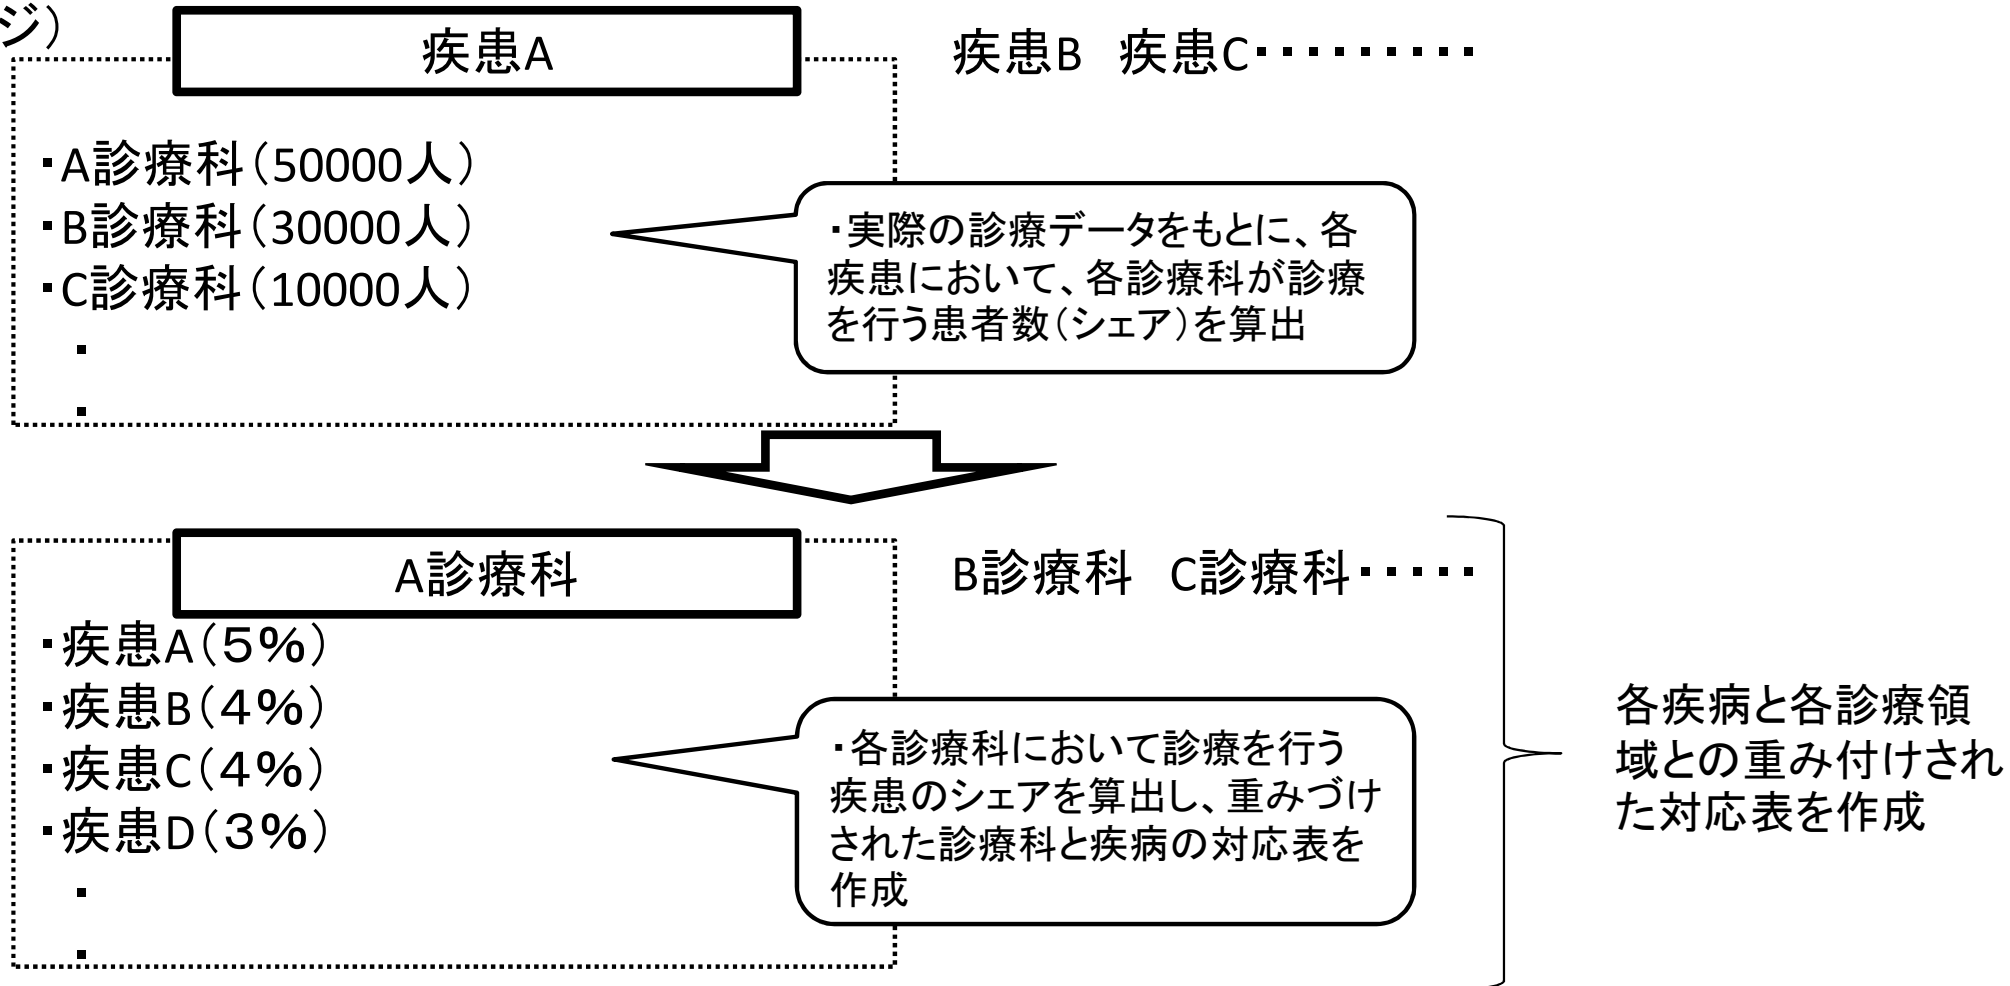 ジ）
疾患A
疾患B　疾患C・・・・・・・・・
・A診療科（50000人）
・B診療科（30000人）
・C診療科（10000人）
・
・
・実際の診療データをもとに、各
疾患において、各診療科が診療
を行う患者数（シェア）を算出
A診療科
B診療科　C診療科・・・・・
・疾患A（５％）
・疾患B（４％）
・疾患C（４％）
・疾患D（３％）
・
・
・各診療科において診療を行う
疾患のシェアを算出し、重みづけ
された診療科と疾病の対応表を
作成
各疾病と各診療領
域との重み付けされ
た対応表を作成